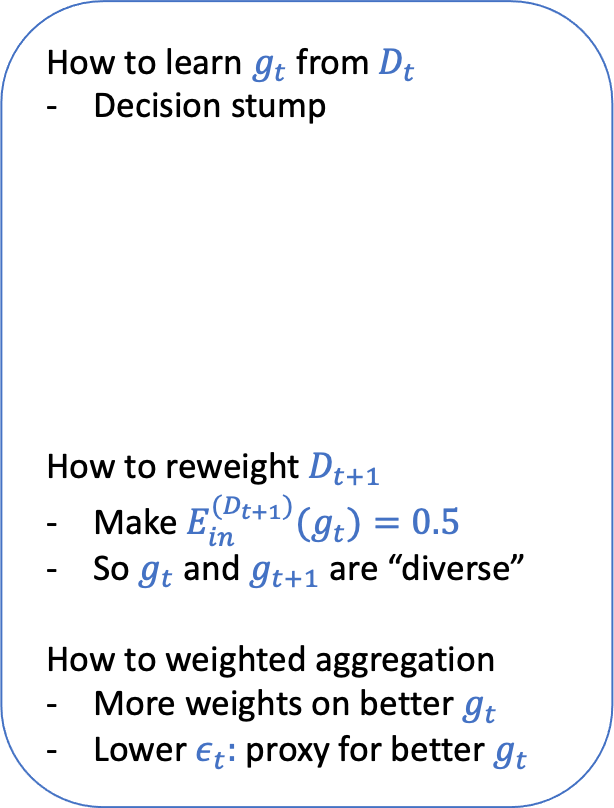 How to learn g_t from D_t
- Decision stump
How to reweight D_{t+1}
- Make E_{in}^{(D_{t+1})}(g_t) = 0.5
- So g_t and g_{t+1} are “diverse”
How to weighted aggregation
- More weights on better g_t
- Lower ϵ_t: proxy for better g_t